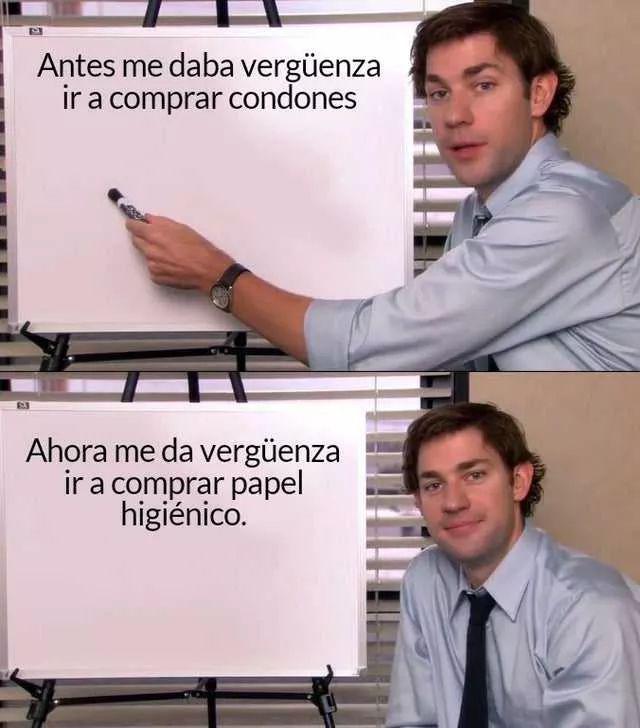 Antes me daba vergüenza
ir a comprar condones
Ahora me da vergüenza
ir a comprar papel
higiénico.